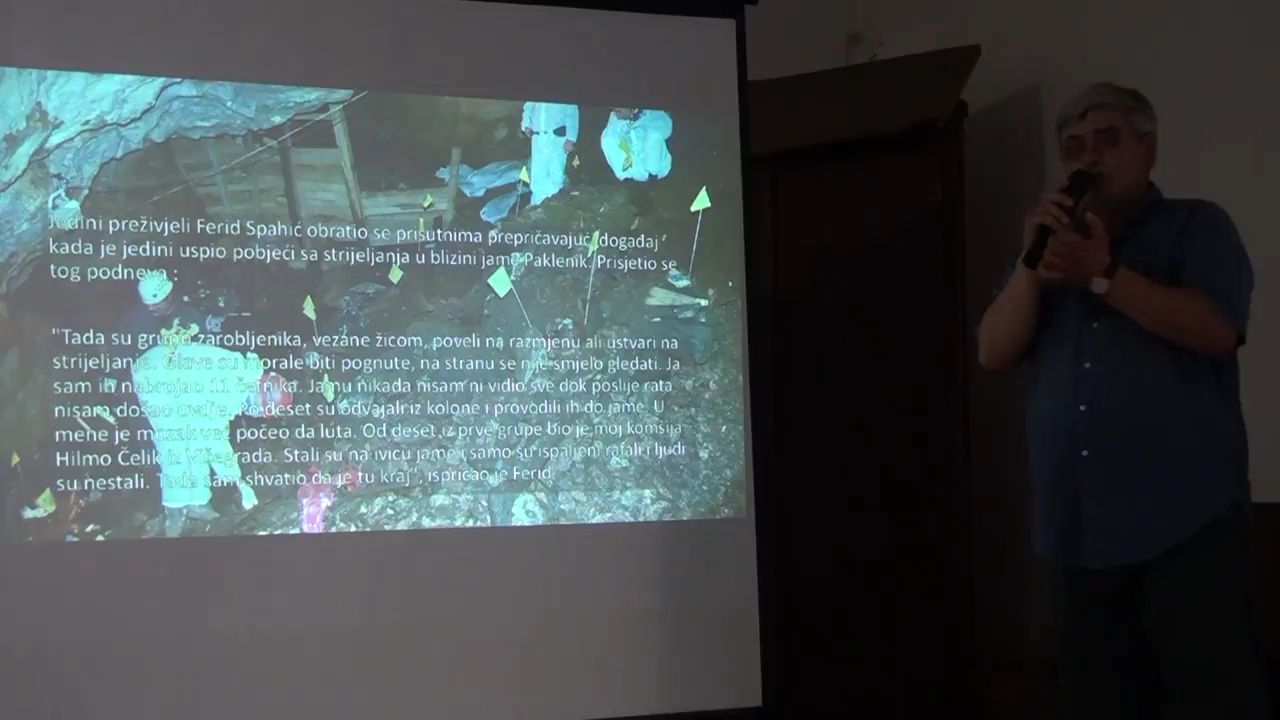 Jedini preživjeli Ferid Spahić obratio se prisutnima prepričavajući događaj
kada je jedini uspio pobjeći sa strijeljanja u blizini jame Paklenik. Prisjetio se
tog podneva :
"Tada su grupu zarobljenika, vezane žicom, poveli na razmjenu ali ustvari na
strijeljanje. Glave su morale biti pognute, na stranu se nije smjelo gledati. Ja
sam ih nabrojao 11 četnika. Jamu nikada nisam ni vidio sve dok poslije rata
nisam došao ovdje. Po deset su odvajali iz kolone i provodili ih do jame. U
mene je mozak već počeo da luta. Od deset iz prve grupe bio je moj komšija
Hilmo Čelik iz Višegrada. Stali su na ivicu jame i samo su ispaljeni rafali i ljudi
su nestali. Tada sam shvatio da je tu kraj", ispričao je Ferid